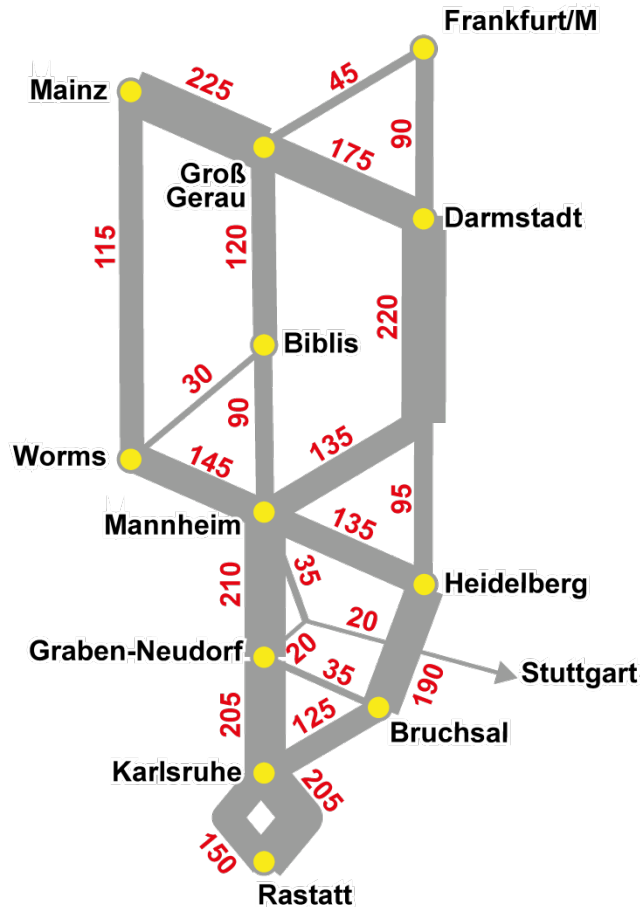 Frankfurt/M
Mainz
225
45
90
175
Groß
Gerau
Darmstadt
115
120
220
Biblis
30
90
135
Worms
145
95
Mannheim
135
210
35
Heidelberg
20
Graben-Neudorf
20
Stuttgart
35
190
205
125
Bruchsal
Karlsruhe
205
150
Rastatt